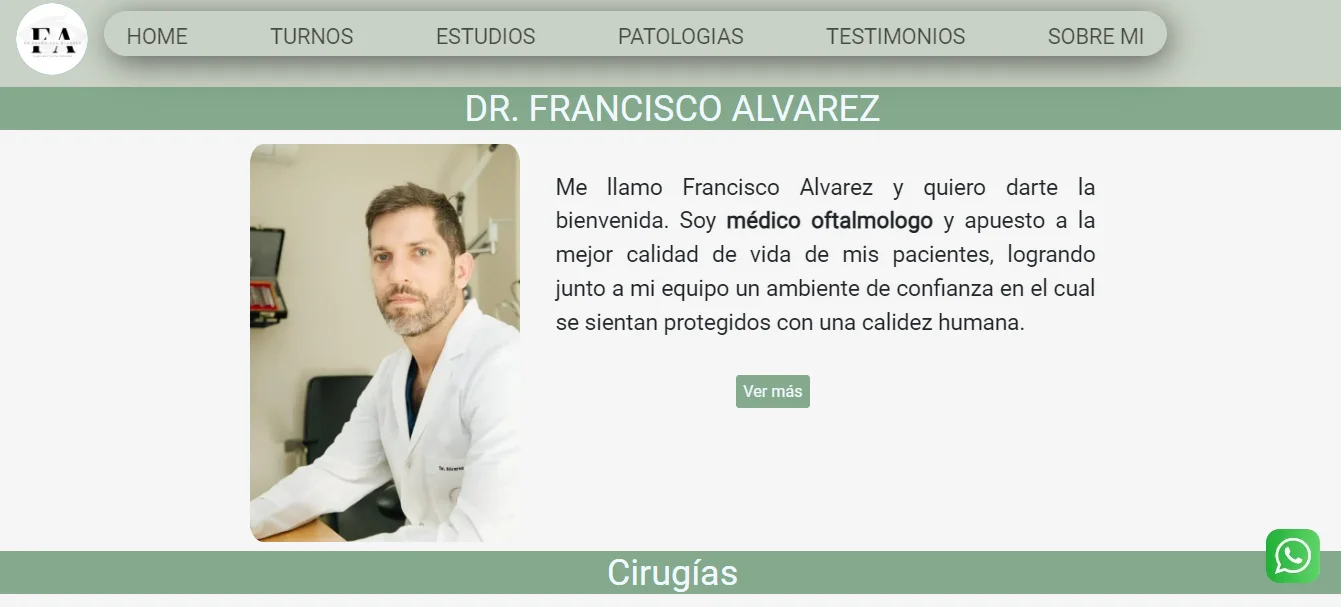 FA
HOME TURNOS ESTUDIOS PATOLOGIAS TESTIMONIOS SOBRE MI
DR. FRANCISCO ALVAREZ
Me llamo Francisco Alvarez y quiero darte la
bienvenida. Soy médico oftalmologo y apuesto a la
mejor calidad de vida de mis pacientes, logrando
junto a mi equipo un ambiente de confianza en el cual
se sientan protegidos con una calidez humana.
Ver más
Cirugías